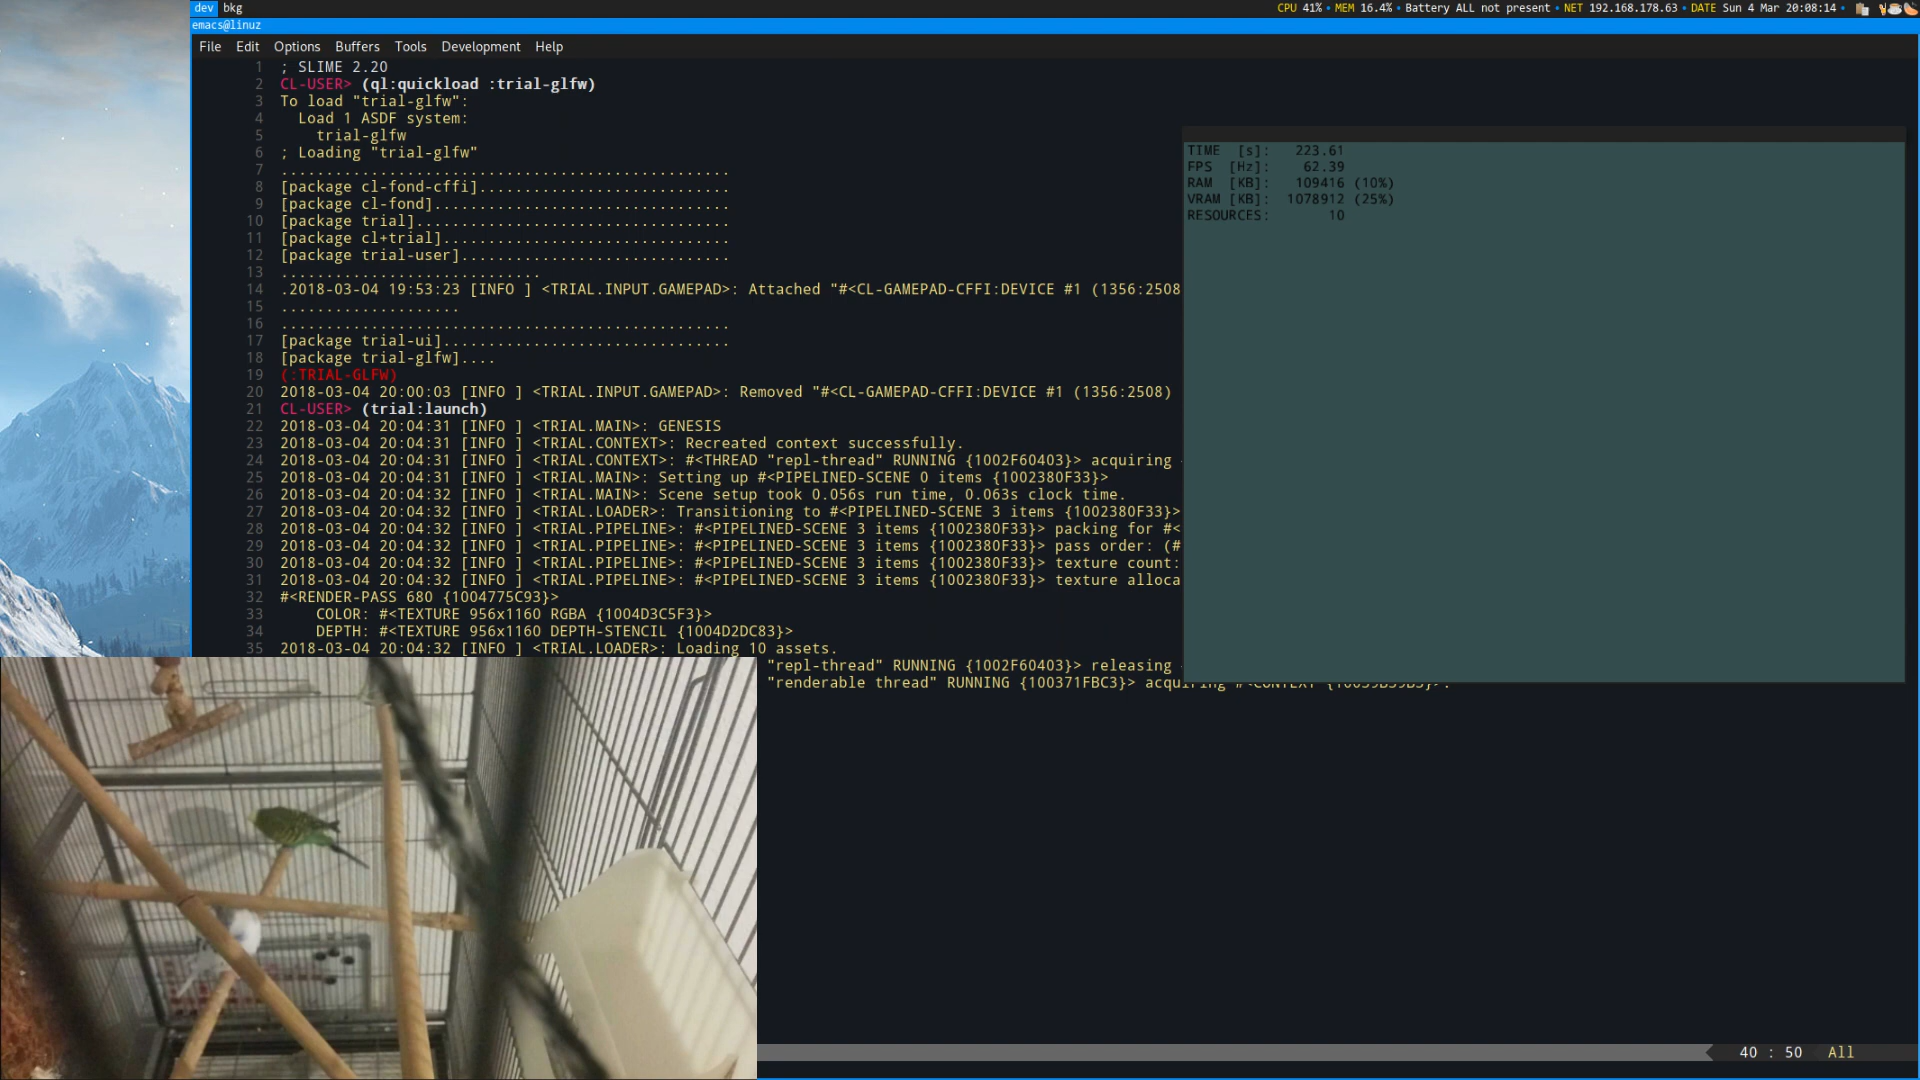 dev bkg
CPU 41% • MEM 16.4% • Battery ALL not present • NET 192.168.178.63 • DATE Sun 4 Mar 20:08:14 •
emacs@linuz
File Edit Options Buffers Tools Development Help
1 ; SLIME 2.20
2 CL-USER> (ql:quickload :trial-glfw)
3 To load "trial-glfw":
4 Load 1 ASDF system:
5 trial-glfw
6 ; Loading "trial-glfw"
7 ..................................................
8 [package cl-fond-cffi]............................
9 [package cl-fond].................................
10 [package trial]...................................
11 [package cl+trial]................................
12 [package trial-user]..............................
13 .............................
14 .2018-03-04 19:53:23 [INFO ] <TRIAL.INPUT.GAMEPAD>: Attached "#<CL-GAMEPAD-CFFI:DEVICE #1 (1356:2508
15 ....................
16 ..................................................
17 [package trial-ui]................................
18 [package trial-glfw]....
19 (:TRIAL-GLFW)
20 2018-03-04 20:00:03 [INFO ] <TRIAL.INPUT.GAMEPAD>: Removed "#<CL-GAMEPAD-CFFI:DEVICE #1 (1356:2508)
21 CL-USER> (trial:launch)
22 2018-03-04 20:04:31 [INFO ] <TRIAL.MAIN>: GENESIS
23 2018-03-04 20:04:31 [INFO ] <TRIAL.CONTEXT>: Recreated context successfully.
24 2018-03-04 20:04:31 [INFO ] <TRIAL.CONTEXT>: #<THREAD "repl-thread" RUNNING {1002F60403}> acquiring
25 2018-03-04 20:04:31 [INFO ] <TRIAL.MAIN>: Setting up #<PIPELINED-SCENE 0 items {1002380F33}>
26 2018-03-04 20:04:32 [INFO ] <TRIAL.MAIN>: Scene setup took 0.056s run time, 0.063s clock time.
27 2018-03-04 20:04:32 [INFO ] <TRIAL.LOADER>: Transitioning to #<PIPELINED-SCENE 3 items {1002380F33}>
28 2018-03-04 20:04:32 [INFO ] <TRIAL.PIPELINE>: #<PIPELINED-SCENE 3 items {1002380F33}> packing for #<
29 2018-03-04 20:04:32 [INFO ] <TRIAL.PIPELINE>: #<PIPELINED-SCENE 3 items {1002380F33}> pass order: (#
30 2018-03-04 20:04:32 [INFO ] <TRIAL.PIPELINE>: #<PIPELINED-SCENE 3 items {1002380F33}> texture count:
31 2018-03-04 20:04:32 [INFO ] <TRIAL.PIPELINE>: #<PIPELINED-SCENE 3 items {1002380F33}> texture alloca
32 #<RENDER-PASS 680 {1004775C93}>
33 COLOR: #<TEXTURE 956x1160 RGBA {1004D3C5F3}>
34 DEPTH: #<TEXTURE 956x1160 DEPTH-STENCIL {1004D2DC83}>
35 2018-03-04 20:04:32 [INFO ] <TRIAL.LOADER>: Loading 10 assets.
"repl-thread" RUNNING {1002F60403}> releasing
"renderable thread" RUNNING {100371FBC3}> acquiring #<CONTEXT
TIME [s]: 223.61
FPS [Hz]: 62.39
RAM [KB]: 109416 (10%)
VRAM [KB]: 1078912 (25%)
RESOURCES: 10
40 : 50 All